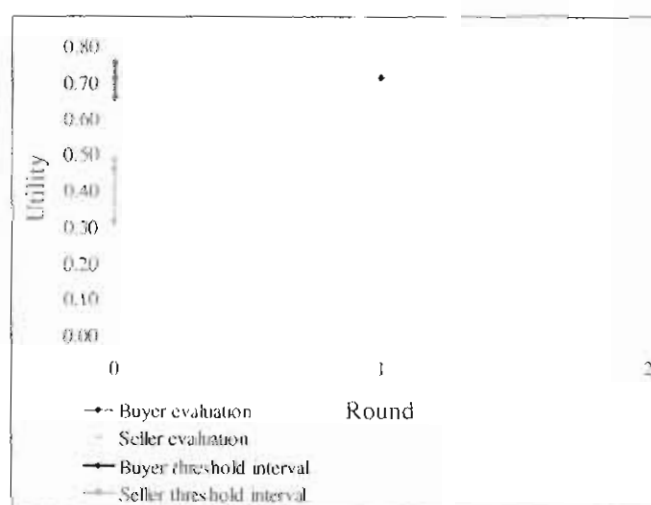 0.80
0.70
0.60
0.50
0.40
0.30
0.20
0.10
0.00
Utility
0 1 2
Round
Buyer evaluation
Seller evaluation
Buyer threshold interval
Seller threshold interval